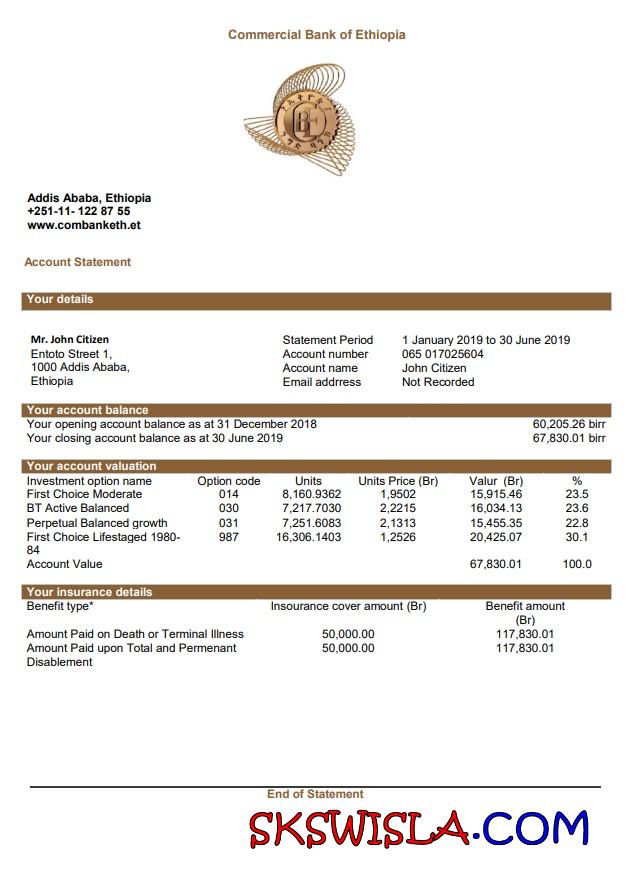 Commercial Bank of Ethiopia
CBE
Addis Ababa, Ethiopia
+251-11- 122 87 55
www.combanketh.et
Account Statement
Your details
Mr. John Citizen
Entoto Street 1,
1000 Addis Ababa,
Ethiopia
Statement Period 1 January 2019 to 30 June 2019
Account number 065 017025604
Account name John Citizen
Email adrress Not Recorded
Your account balance
Your opening account balance as at 31 December 2018 60,205.26 birr
Your closing account balance as at 30 June 2019 67,830.01 birr
Your account valuation
Investment option name Option code Units Units Price (Br) Valur (Br) %
First Choice Moderate 014 8,160.9362 1,9502 15,915.46 23.5
BT Active Balanced 030 7,217.7030 2,2215 16,034.13 23.6
Perpetual Balanced growth 031 7,251.6083 2,1313 15,455.35 22.8
First Choice Lifestaged 1980- 987 16,306.1403 1,2526 20,425.07 30.1
84
Account Value 67,830.01 100.0
Your insurance details
Benefit type* Insourance cover amount (Br) Benefit amount
(Br)
Amount Paid on Death or Terminal Illness 50,000.00 117,830.01
Amount Paid upon Total and Permenant 50,000.00 117,830.01
Disablement
End of Statement
SKSWISLA.COM